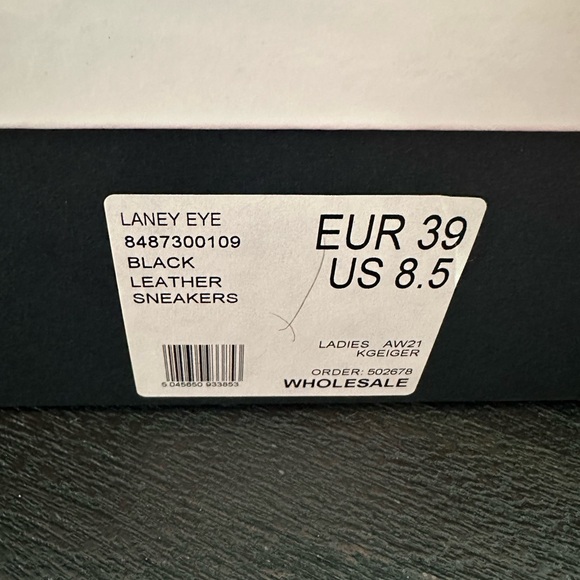 LANEY EYE
8487300109
BLACK
LEATHER
SNEAKERS
EUR 39
US 8.5
LADIES AW21
KGEIGER
ORDER: 502678
WHOLESALE
5 045650 933853